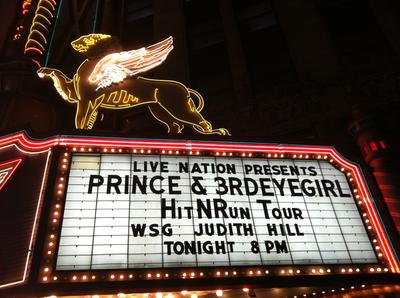 LIVE NATION PRESENTS
PRINCE & 3RDEYEGIRL
HITNRUN TOUR
WSG JUDITH HILL
TONIGHT 8 PM